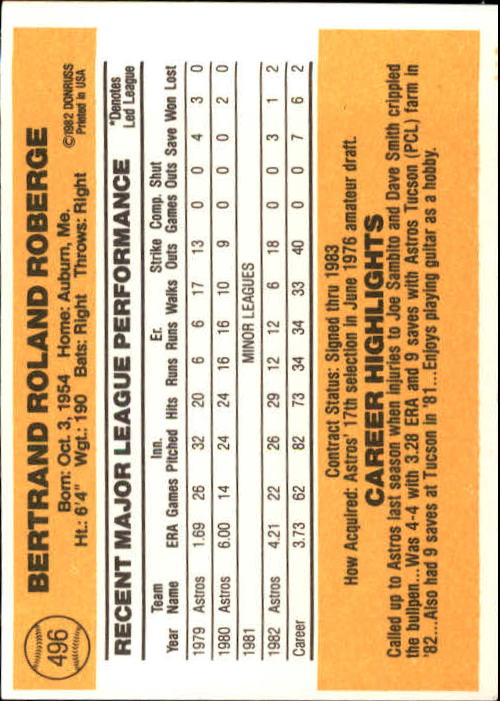 496
BERTRAND ROLAND ROBERGE
Born: Oct. 3, 1954 Home: Auburn, Me.
Ht.: 6'4" Wgt.: 190 Bats: Right Throws: Right
©1982 DONRUSS
Printed in USA
RECENT MAJOR LEAGUE PERFORMANCE
*Denotes
Led League
Team Inn. Er. Strike Comp. Shut
Year Name ERA Games Pitched Hits Runs Runs Walks Outs Games Outs Save Won Lost
1979 Astros 1.69 26 32 20 6 6 17 13 0 0 4 3 0
1980 Astros 6.00 14 24 24 16 16 10 9 0 0 0 2 0
1981 MINOR LEAGUES
1982 Astros 4.21 22 26 29 12 12 6 18 0 0 3 1 2
Career 3.73 62 82 73 34 34 33 40 0 0 7 6 2
Contract Status: Signed thru 1983
How Acquired: Astros' 17th selection in June 1976 amateur draft.
CAREER HIGHLIGHTS
Called up to Astros last season when injuries to Joe Sambito and Dave Smith crippled
the bullpen...Was 4-4 with 3.28 ERA and 9 saves with Astros Tucson (PCL) farm in
'82...Also had 9 saves at Tucson in '81...Enjoys playing guitar as a hobby.